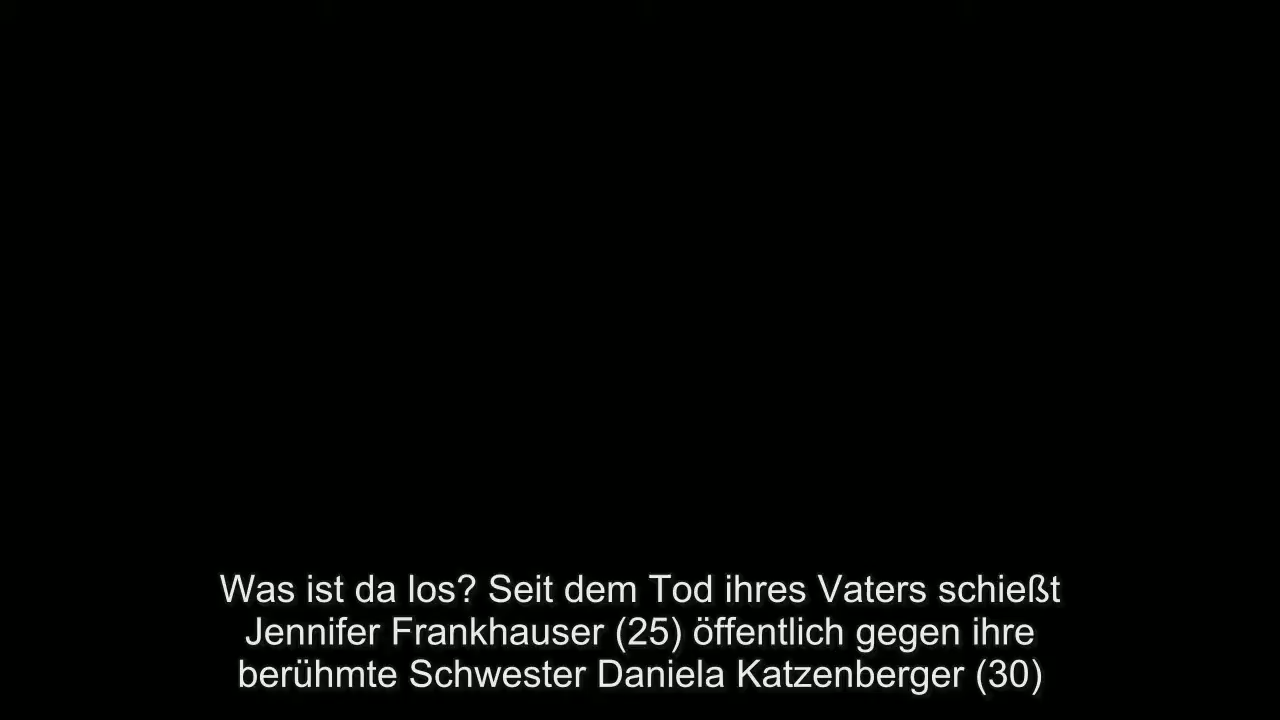 Was ist da los? Seit dem Tod ihres Vaters schießt
Jennifer Frankhauser (25) öffentlich gegen ihre
berühmte Schwester Daniela Katzenberger (30)